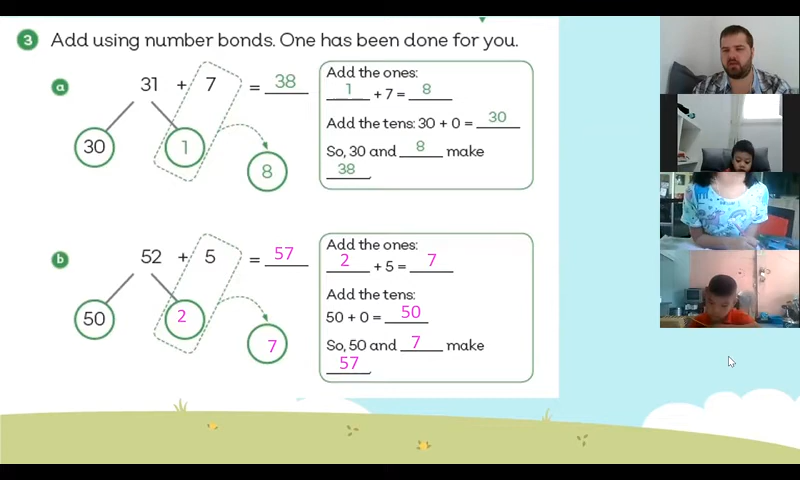 3 Add using number bonds. One has been done for you.
a 31 + 7 = 38
30 1
8
Add the ones:
1 + 7 = 8
Add the tens: 30 + 0 = 30
So, 30 and 8 make
38.
b 52 + 5 = 57
50 2
7
Add the ones:
2 + 5 = 7
Add the tens:
50 + 0 = 50
So, 50 and 7 make
57.